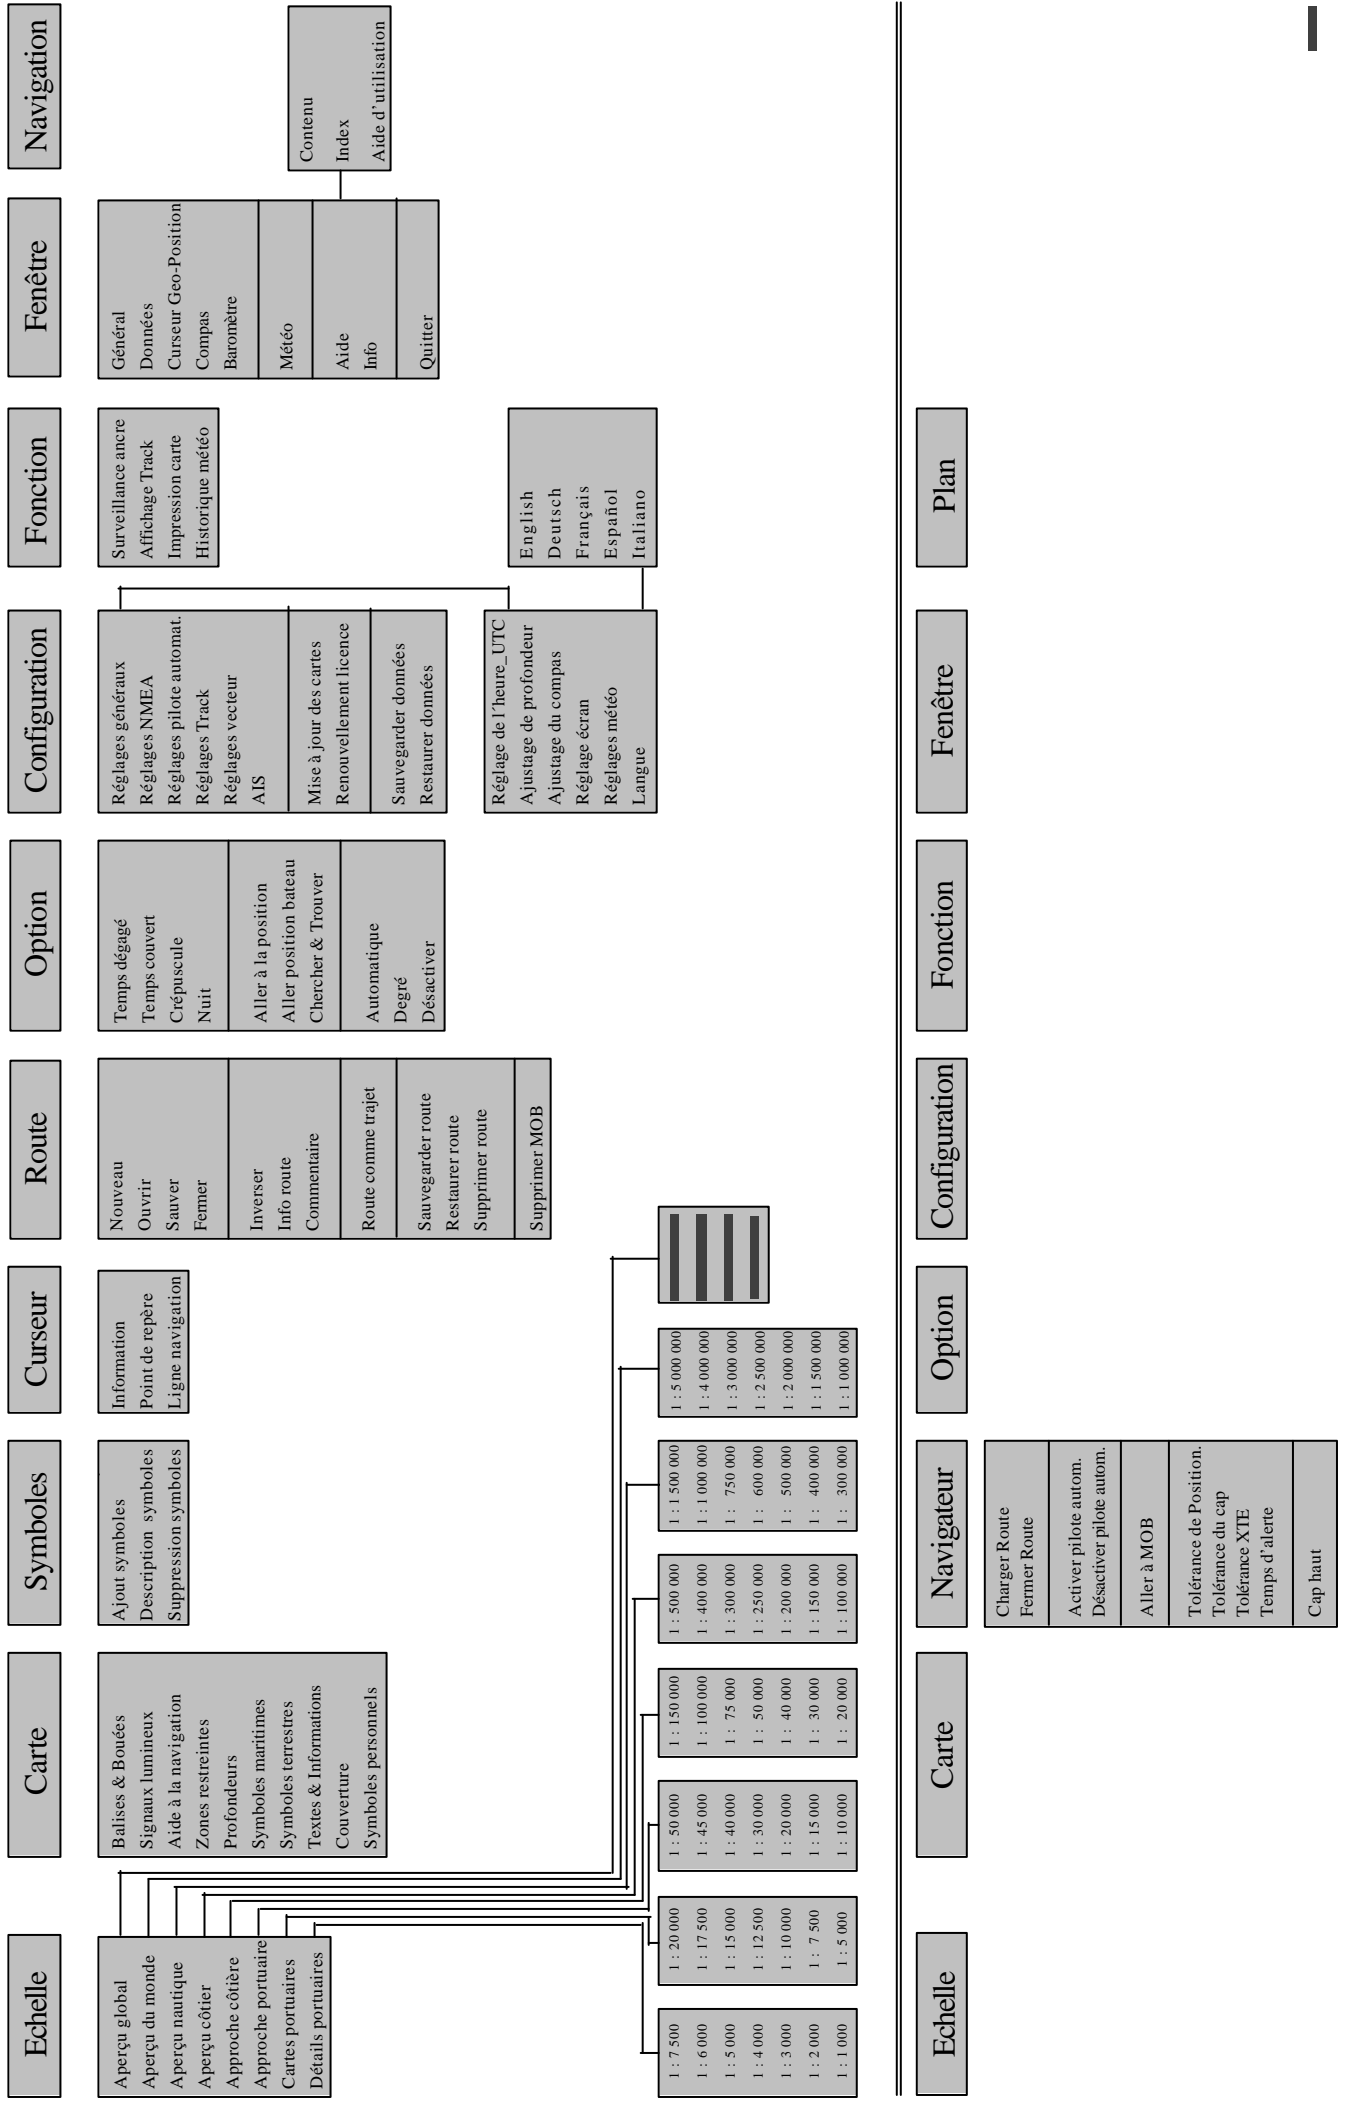 Echelle
Carte
Symboles
Curseur
Route
Option
Configuration
Fonction
Fenêtre
Navigation
Aperçu global
Aperçu du monde
Aperçu nautique
Aperçu côtier
Approche côtière
Approche portuaire
Cartes portuaires
Détails portuaires
Balises & Bouées
Signaux lumineux
Aide à la navigation
Zones restreintes
Profondeurs
Symboles maritimes
Symboles terrestres
Textes & Informations
Couverture
Symboles personnels
Ajout symboles
Description symboles
Suppression symboles
Information
Point de repère
Ligne navigation
Nouveau
Ouvrir
Sauver
Fermer
Inverser
Info route
Commentaire
Route comme trajet
Sauvegarder route
Restaurer route
Supprimer route
Supprimer MOB
Temps dégagé
Temps couvert
Crépuscule
Nuit
Aller à la position
Aller position bateau
Chercher & Trouver
Automatique
Degré
Désactiver
Réglages généraux
Réglages NMEA
Réglages pilote automat.
Réglages Track
Réglages vecteur
AIS
Mise à jour des cartes
Renouvellement licence
Sauvegarder données
Restaurer données
Réglage de l´heure_UTC
Ajustage de profondeur
Ajustage du compas
Réglage écran
Réglages météo
Langue
Surveillance ancre
Affichage Track
Impression carte
Historique météo
English
Deutsch
Français
Español
Italiano
Général
Données
Curseur Geo-Position
Compas
Baromètre
Météo
Aide
Info
Quitter
Contenu
Index
Aide d’utilisation
1 : 7 500
1 : 6 000
1 : 5 000
1 : 4 000
1 : 3 000
1 : 2 000
1 : 1 000
1 : 20 000
1 : 17 500
1 : 15 000
1 : 12 500
1 : 10 000
1 : 7 500
1 : 5 000
1 : 50 000
1 : 45 000
1 : 40 000
1 : 30 000
1 : 20 000
1 : 15 000
1 : 10 000
1 : 150 000
1 : 100 000
1 : 75 000
1 : 50 000
1 : 40 000
1 : 30 000
1 : 20 000
1 : 500 000
1 : 400 000
1 : 300 000
1 : 250 000
1 : 200 000
1 : 150 000
1 : 100 000
1 : 1 500 000
1 : 1 000 000
1 : 750 000
1 : 600 000
1 : 500 000
1 : 400 000
1 : 300 000
1 : 5 000 000
1 : 4 000 000
1 : 3 000 000
1 : 2 500 000
1 : 2 000 000
1 : 1 500 000
1 : 1 000 000
Echelle
Carte
Navigateur
Option
Configuration
Fonction
Fenêtre
Plan
Charger Route
Fermer Route
Activer pilote autom.
Désactiver pilote autom.
Aller à MOB
Tolérance de Position.
Tolérance du cap
Tolérance XTE
Temps d’alerte
Cap haut